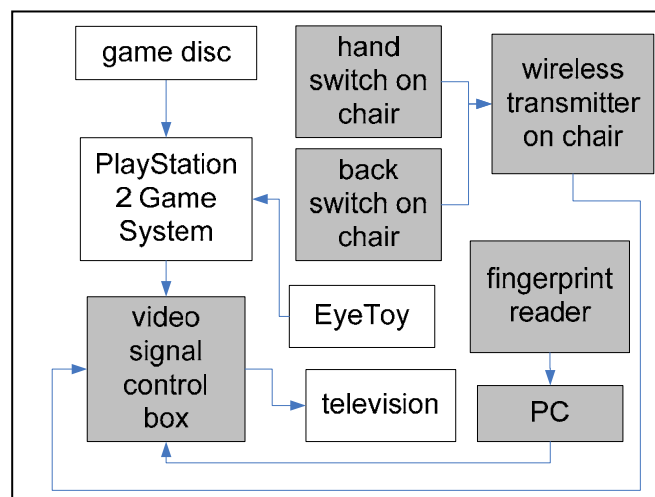 game disc
hand
switch on
chair
wireless
transmitter
on chair
PlayStation
2 Game
System
back
switch on
chair
fingerprint
reader
EyeToy
video
signal
control
box
television
PC